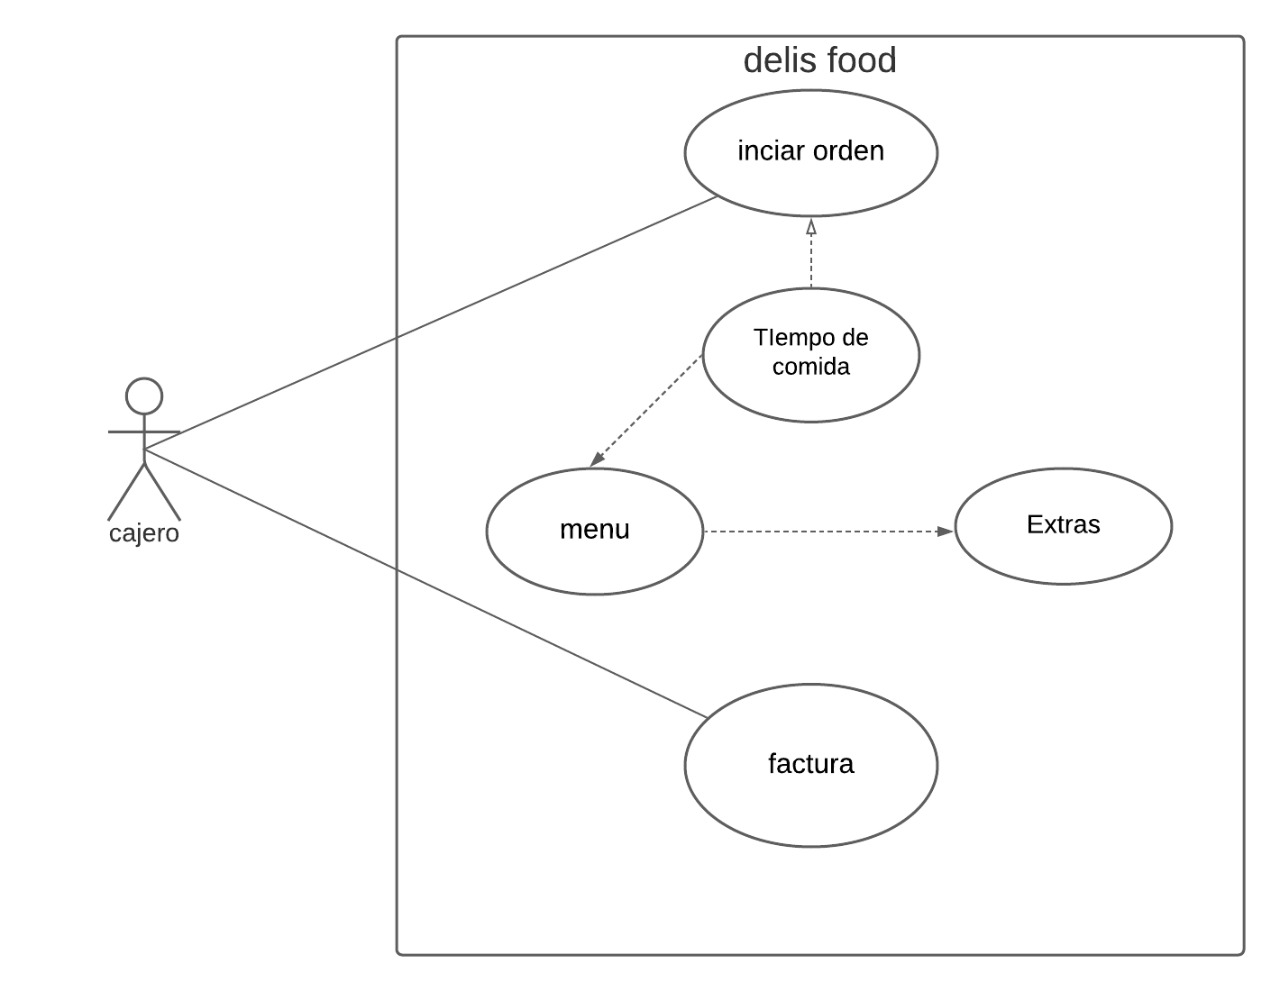 delis food
inciar orden
TIempo de
comida
cajero
menu
Extras
factura